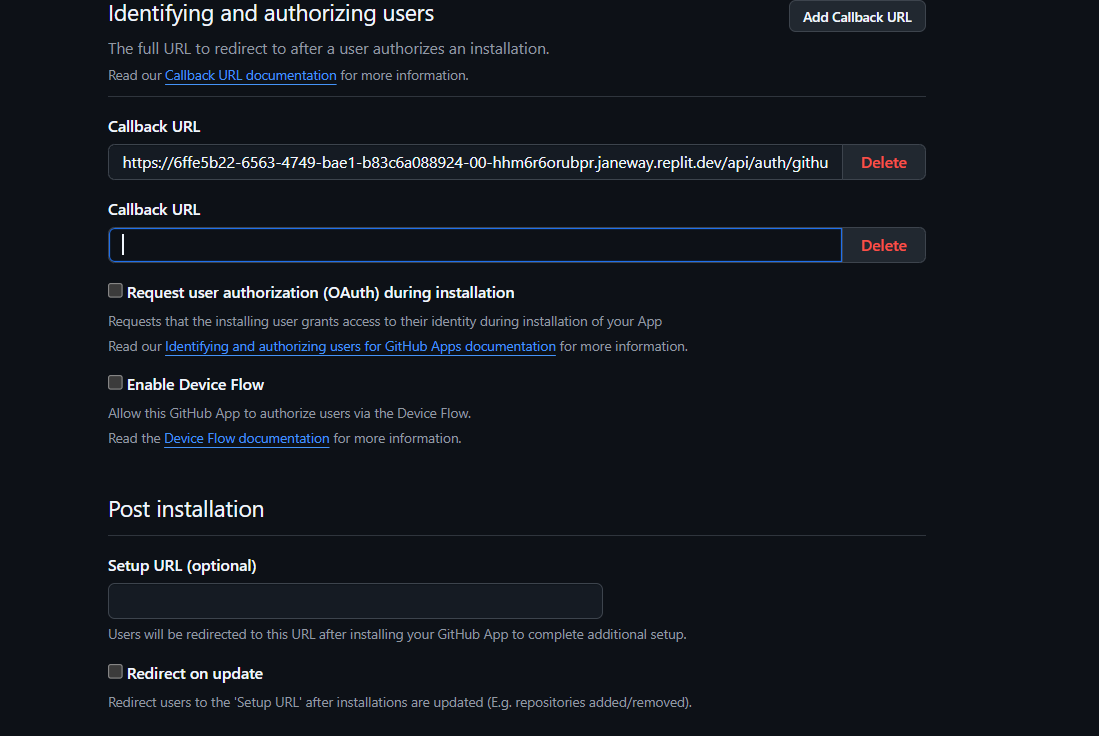 Identifying and authorizing users
Add Callback URL
The full URL to redirect to after a user authorizes an installation.
Read our Callback URL documentation for more information.
Callback URL
https://6ffe5b22-6563-4749-bae1-b83c6a088924-00-hhm6r6orubpr.janeway.replit.dev/api/auth/githu
Delete
Callback URL
Delete
Request user authorization (OAuth) during installation
Requests that the installing user grants access to their identity during installation of your App
Read our Identifying and authorizing users for GitHub Apps documentation for more information.
Enable Device Flow
Allow this GitHub App to authorize users via the Device Flow.
Read the Device Flow documentation for more information.
Post installation
Setup URL (optional)
Users will be redirected to this URL after installing your GitHub App to complete additional setup.
Redirect on update
Redirect users to the 'Setup URL' after installations are updated (E.g. repositories added/removed).